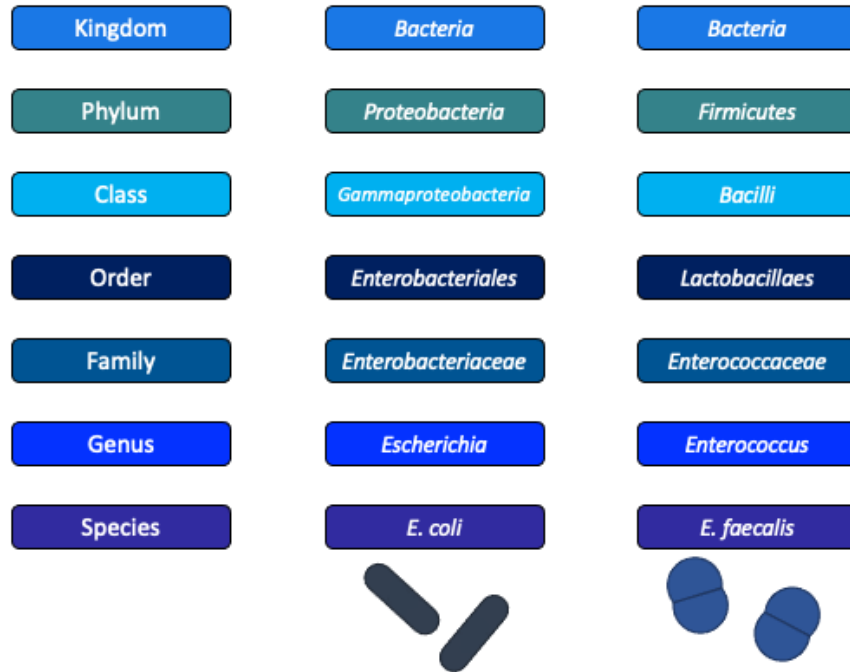 Kingdom Bacteria Bacteria
Phylum Proteobacteria Firmicutes
Class Gammaproteobacteria Bacilli
Order Enterobacteriales Lactobacillaes
Family Enterobacteriaceae Enterococcaceae
Genus Escherichia Enterococcus
Species E. coli E. faecalis